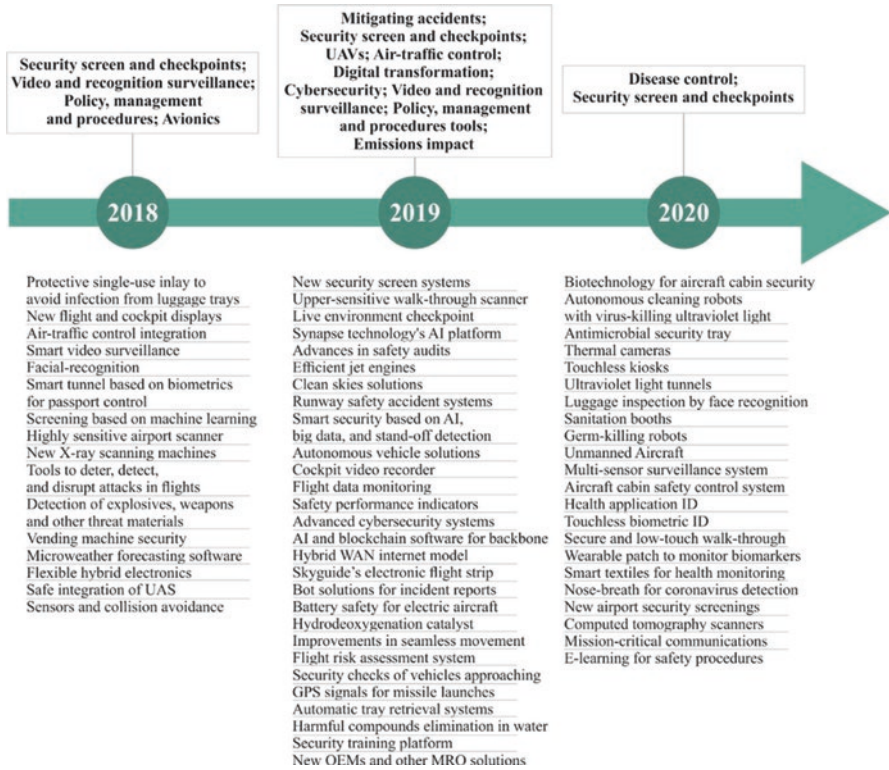 Security screen and checkpoints;
Video and recognition surveillance;
Policy, management
and procedures; Avionics
Mitigating accidents;
Security screen and checkpoints;
UAVs; Air-traffic control;
Digital transformation;
Cybersecurity; Video and recognition
surveillance; Policy, management
and procedures tools;
Emissions impact
Disease control;
Security screen and checkpoints
2018
2019
2020
Protective single-use inlay to
avoid infection from luggage trays
New flight and cockpit displays
Air-traffic control integration
Smart video surveillance
Facial-recognition
Smart tunnel based on biometrics
for passport control
Screening based on machine learning
Highly sensitive airport scanner
New X-ray scanning machines
Tools to deter, detect,
and disrupt attacks in flights
Detection of explosives, weapons
and other threat materials
Vending machine security
Microweather forecasting software
Flexible hybrid electronics
Safe integration of UAS
Sensors and collision avoidance
New security screen systems
Upper-sensitive walk-through scanner
Live environment checkpoint
Synapse technology's AI platform
Advances in safety audits
Efficient jet engines
Clean skies solutions
Runway safety accident systems
Smart security based on AI,
big data, and stand-off detection
Autonomous vehicle solutions
Cockpit video recorder
Flight data monitoring
Safety performance indicators
Advanced cybersecurity systems
AI and blockchain software for backbone
Hybrid WAN internet model
Skyguide's electronic flight strip
Bot solutions for incident reports
Battery safety for electric aircraft
Hydrodeoxygenation catalyst
Improvements in seamless movement
Flight risk assessment system
Security checks of vehicles approaching
GPS signals for missile launches
Automatic tray retrieval systems
Harmful compounds elimination in water
Security training platform
New OEMs and other MRO solutions
Biotechnology for aircraft cabin security
Autonomous cleaning robots
with virus-killing ultraviolet light
Antimicrobial security tray
Thermal cameras
Touchless kiosks
Ultraviolet light tunnels
Luggage inspection by face recognition
Sanitation booths
Germ-killing robots
Unmanned Aircraft
Multi-sensor surveillance system
Aircraft cabin safety control system
Health application ID
Touchless biometric ID
Secure and low-touch walk-through
Wearable patch to monitor biomarkers
Smart textiles for health monitoring
Nose-breath for coronavirus detection
New airport security screenings
Computed tomography scanners
Mission-critical communications
E-learning for safety procedures